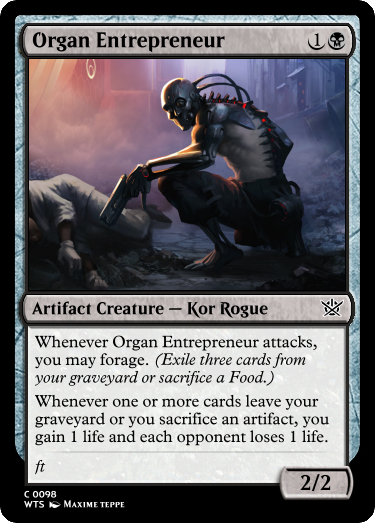 Organ Entrepreneur 1
Artifact Creature — Kor Rogue
Whenever Organ Entrepreneur attacks,
you may forage. (Exile three cards from
your graveyard or sacrifice a Food.)
Whenever one or more cards leave your
graveyard or you sacrifice an artifact, you
gain 1 life and each opponent loses 1 life.
ft
2/2
C 0098
WTS MAXIME TEPPE